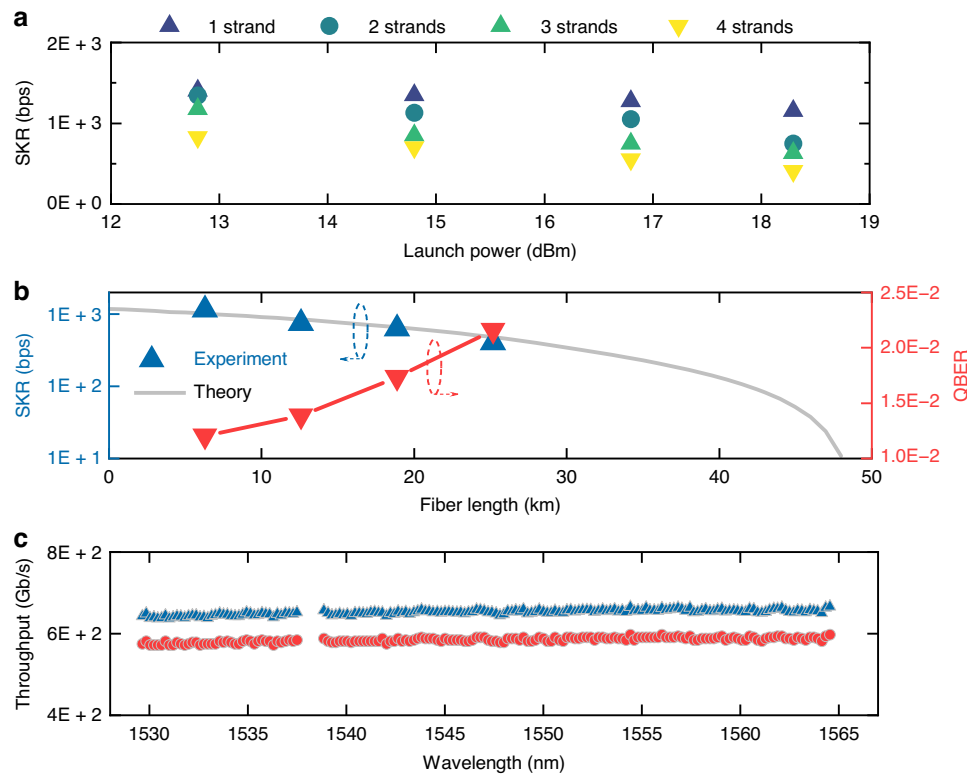 a
1 strand 2 strands 3 strands 4 strands
2E + 3
1E + 3
0E + 0
SKR (bps)
12 13 14 15 16 17 18 19
Launch power (dBm)
b
1E + 3
1E + 2
1E + 1
SKR (bps)
Experiment
Theory
2.5E-2
2.0E-2
1.5E-2
1.0E-2
QBER
0 10 20 30 40 50
Fiber length (km)
c
8E + 2
6E + 2
4E + 2
Throughput (Gb/s)
1530 1535 1540 1545 1550 1555 1560 1565
Wavelength (nm)